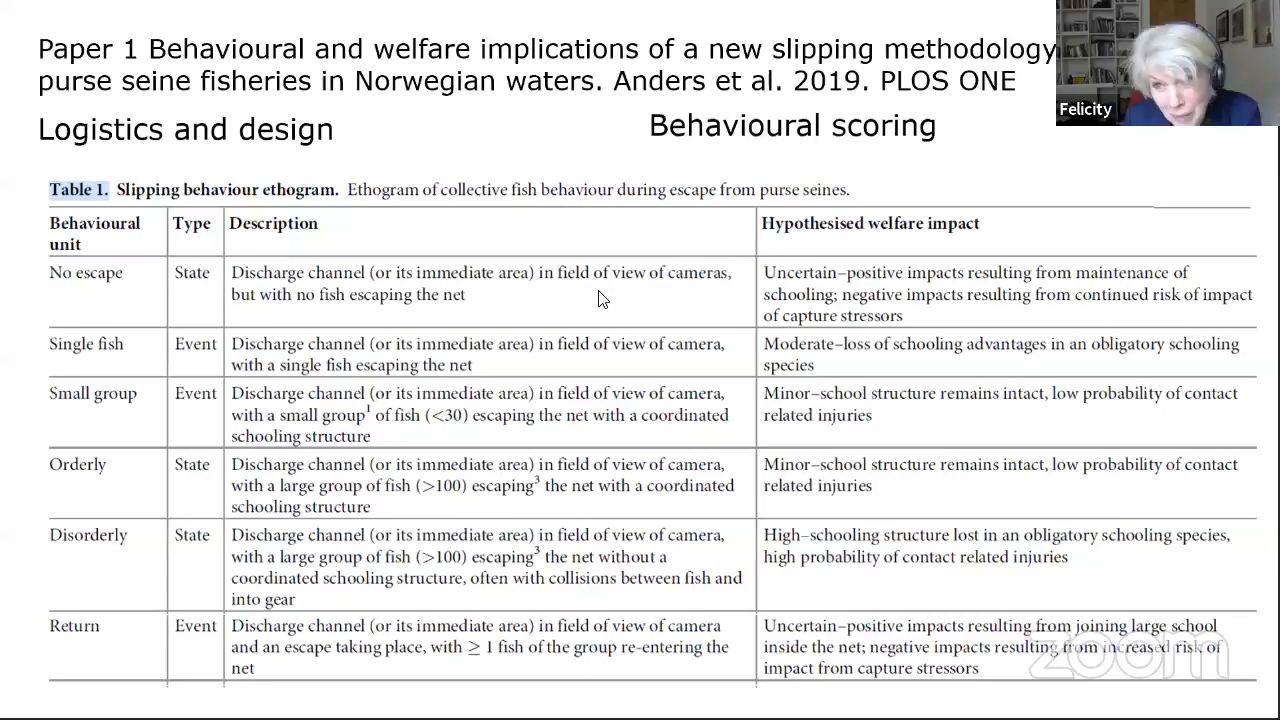 Paper 1 Behavioural and welfare implications of a new slipping methodology
purse seine fisheries in Norwegian waters. Anders et al. 2019. PLOS ONE
Felicity
Logistics and design
Behavioural scoring
Table 1. Slipping behaviour ethogram. Ethogram of collective fish behaviour during escape from purse seines.
Behavioural
unit
Type
Description
Hypothesised welfare impact
No escape
State
Discharge channel (or its immediate area) in field of view of cameras,
but with no fish escaping the net
Uncertain–positive impacts resulting from maintenance of
schooling; negative impacts resulting from continued risk of impact
of capture stressors
Single fish
Event
Discharge channel (or its immediate area) in field of view of camera,
with a single fish escaping the net
Moderate–loss of schooling advantages in an obligatory schooling
species
Small group
Event
Discharge channel (or its immediate area) in field of view of camera,
with a small group¹ of fish (<30) escaping the net with a coordinated
schooling structure
Minor–school structure remains intact, low probability of contact
related injuries
Orderly
State
Discharge channel (or its immediate area) in field of view of camera,
with a large group of fish (>100) escaping³ the net with a coordinated
schooling structure
Minor–school structure remains intact, low probability of contact
related injuries
Disorderly
State
Discharge channel (or its immediate area) in field of view of camera,
with a large group of fish (>100) escaping³ the net without a
coordinated schooling structure, often with collisions between fish and
into gear
High–schooling structure lost in an obligatory schooling species,
high probability of contact related injuries
Return
Event
Discharge channel (or its immediate area) in field of view of camera
and an escape taking place, with ≥ 1 fish of the group re-entering the
net
Uncertain–positive impacts resulting from joining large school
inside the net; negative impacts resulting from increased risk of
impact from capture stressors
zoom